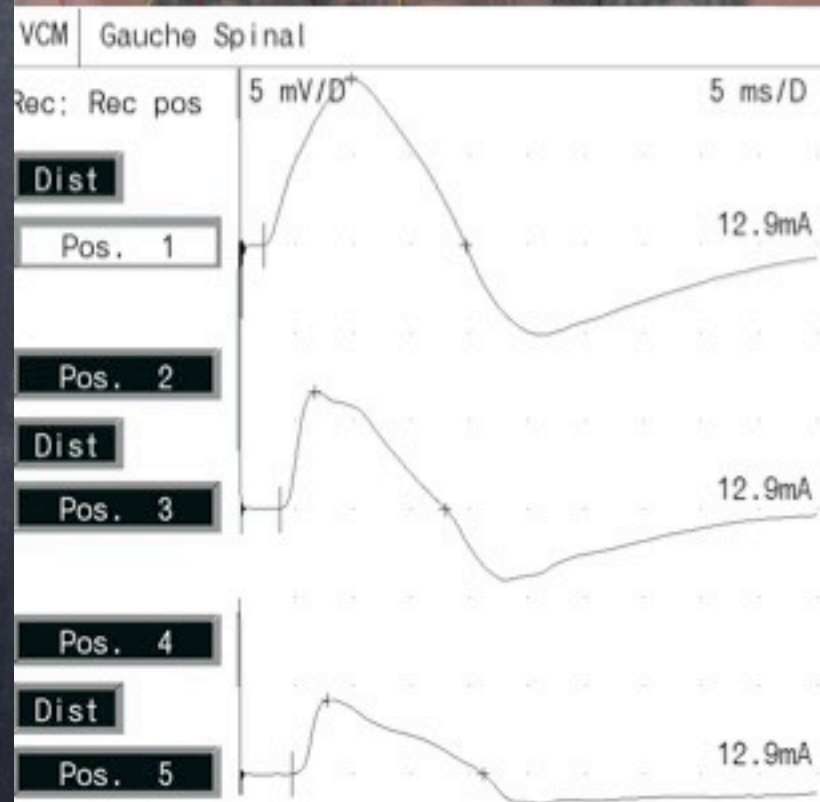 VCM Gauche Spinal
Rec: Rec pos 5 mV/D 5 ms/D
Dist
Pos. 1 12.9mA
Pos. 2
Dist
Pos. 3 12.9mA
Pos. 4
Dist
Pos. 5 12.9mA